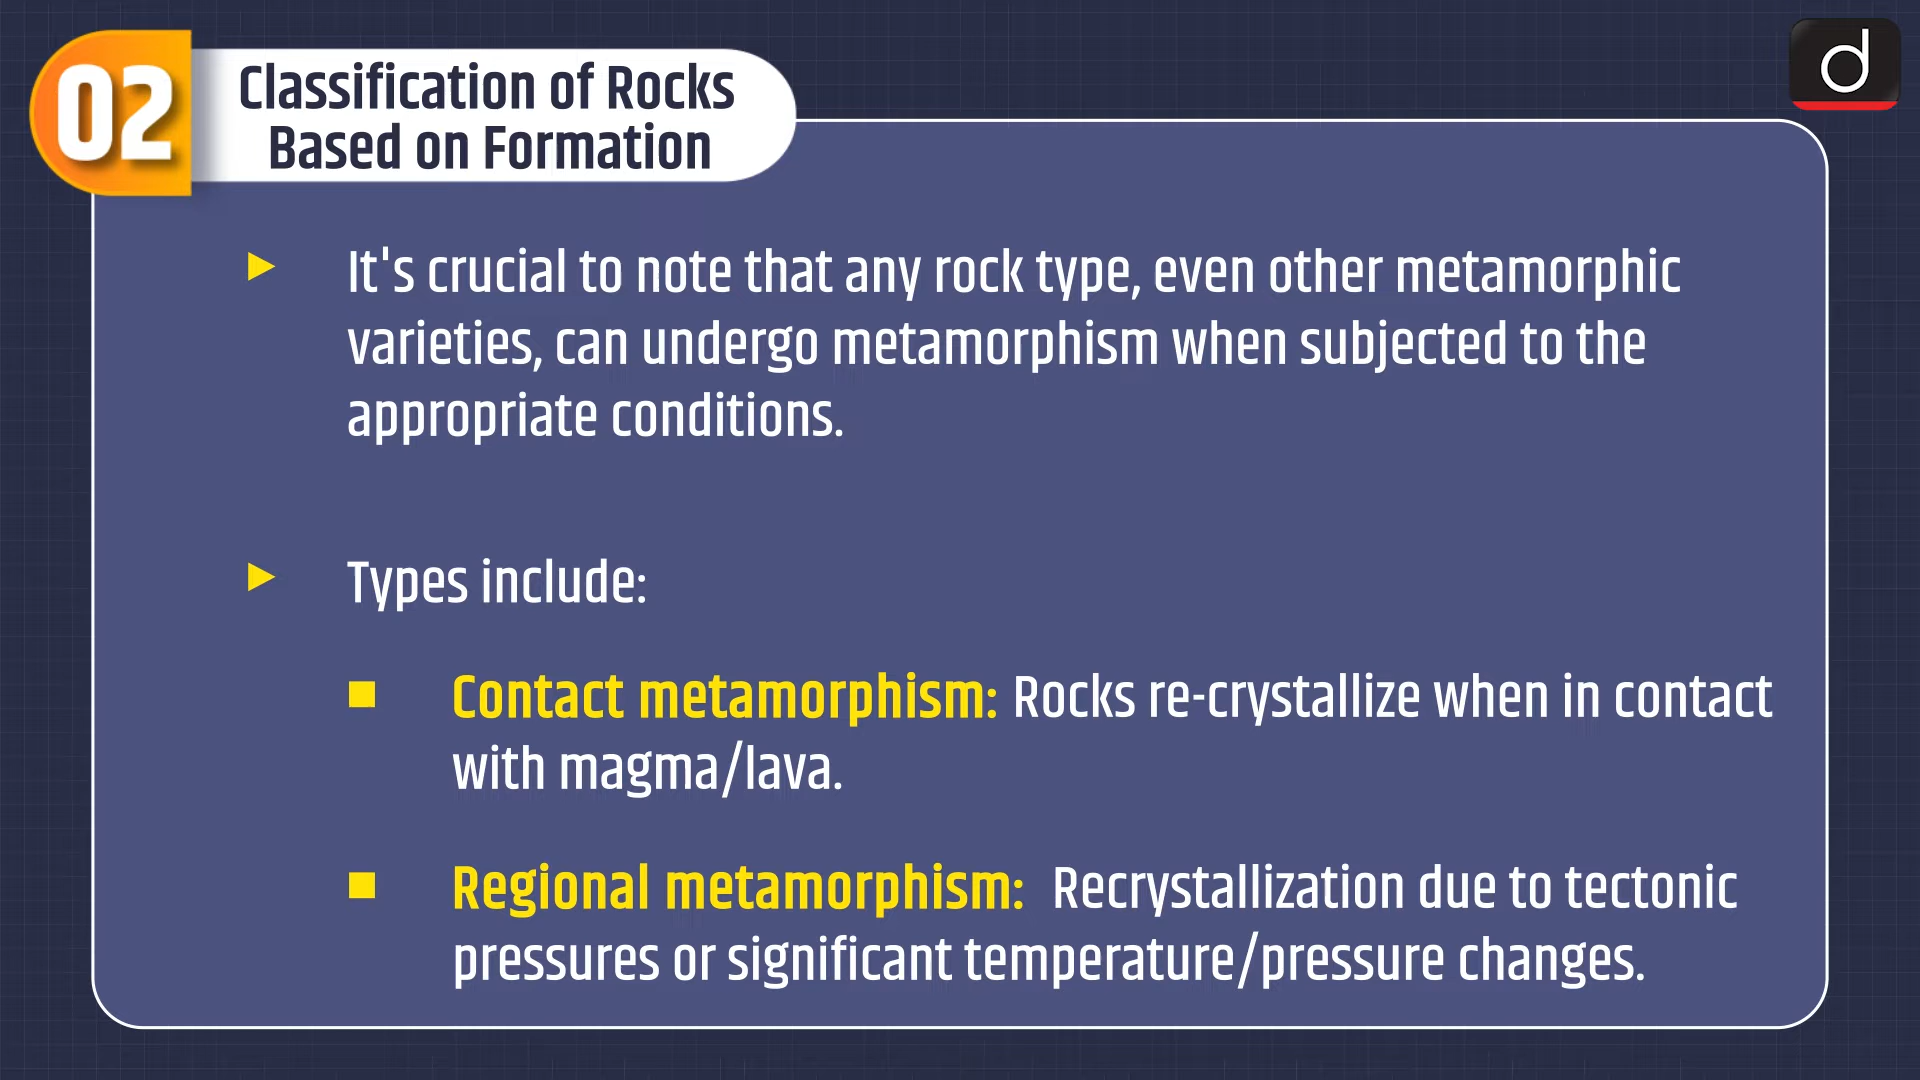 02
Classification of Rocks
Based on Formation
d
It's crucial to note that any rock type, even other metamorphic
varieties, can undergo metamorphism when subjected to the
appropriate conditions.
Types include:
Contact metamorphism: Rocks re-crystallize when in contact
with magma/lava.
Regional metamorphism: Recrystallization due to tectonic
pressures or significant temperature/pressure changes.